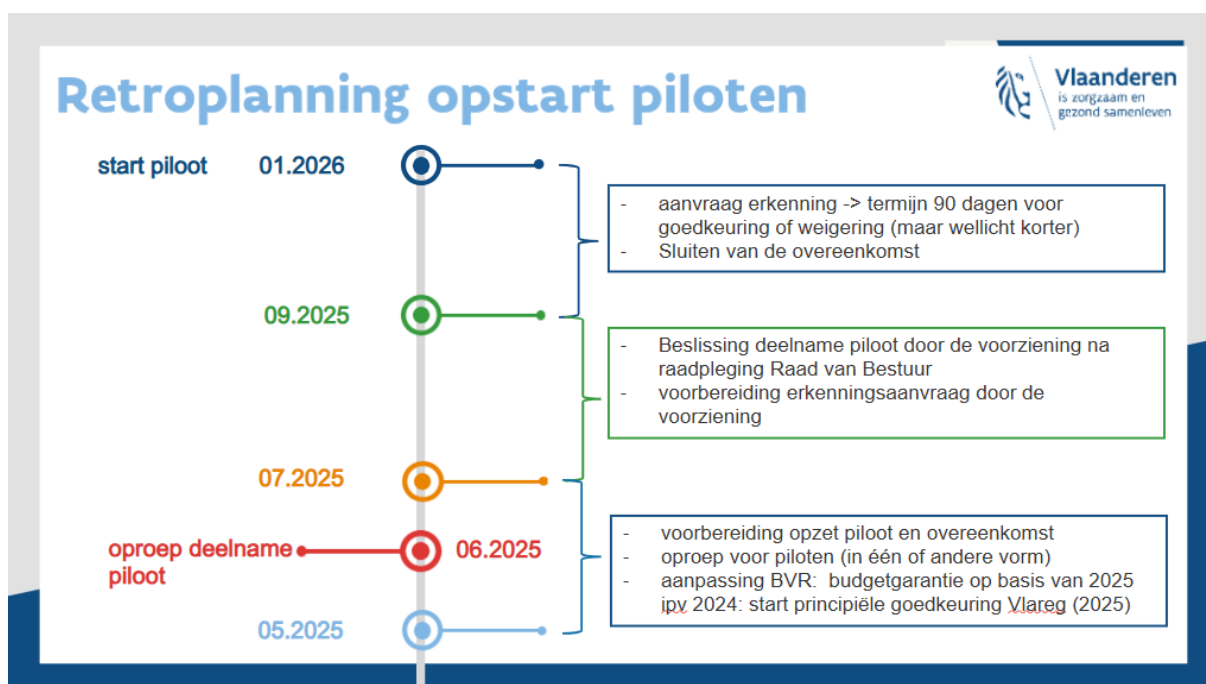 Retroplanning opstart piloten
Vlaanderen
is zorgzaam en
gezond samenleven
start piloot 01.2026
- aanvraag erkenning -> termijn 90 dagen voor
goedkeuring of weigering (maar wellicht korter)
- Sluiten van de overeenkomst
09.2025
- Beslissing deelname piloot door de voorziening na
raadpleging Raad van Bestuur
- voorbereiding erkenningsaanvraag door de
voorziening
07.2025
oproep deelname
piloot
06.2025
- voorbereiding opzet piloot en overeenkomst
- oproep voor piloten (in één of andere vorm)
- aanpassing BVR: budgetgarantie op basis van 2025
ipv 2024: start principiële goedkeuring Vlareg (2025)
05.2025